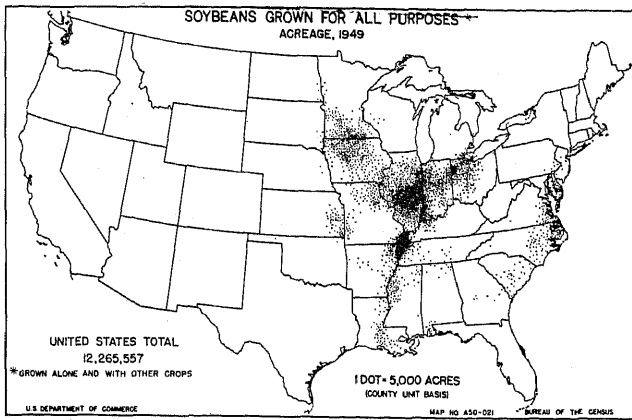 SOYBEANS GROWN FOR ALL PURPOSES*
ACREAGE, 1949
UNITED STATES TOTAL
12,265,557
*GROWN ALONE AND WITH OTHER CROPS
1 DOT = 5,000 ACRES
(COUNTY UNIT BASIS)
U.S. DEPARTMENT OF COMMERCE
MAP NO. A50-021
BUREAU OF THE CENSUS